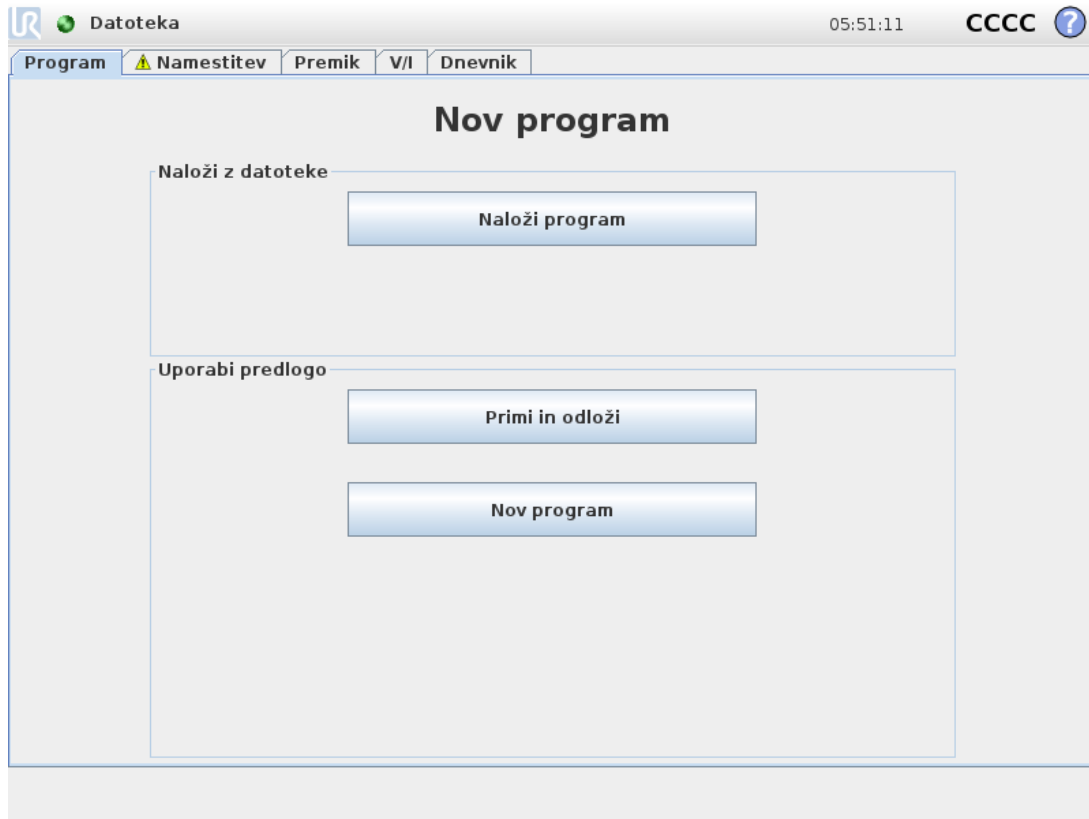 UR Datoteka 05:51:11 CCCC ?
Program Namestitev Premik V/I Dnevnik
Nov program
Naloži z datoteke
Naloži program
Uporabi predlogo
Primi in odloži
Nov program